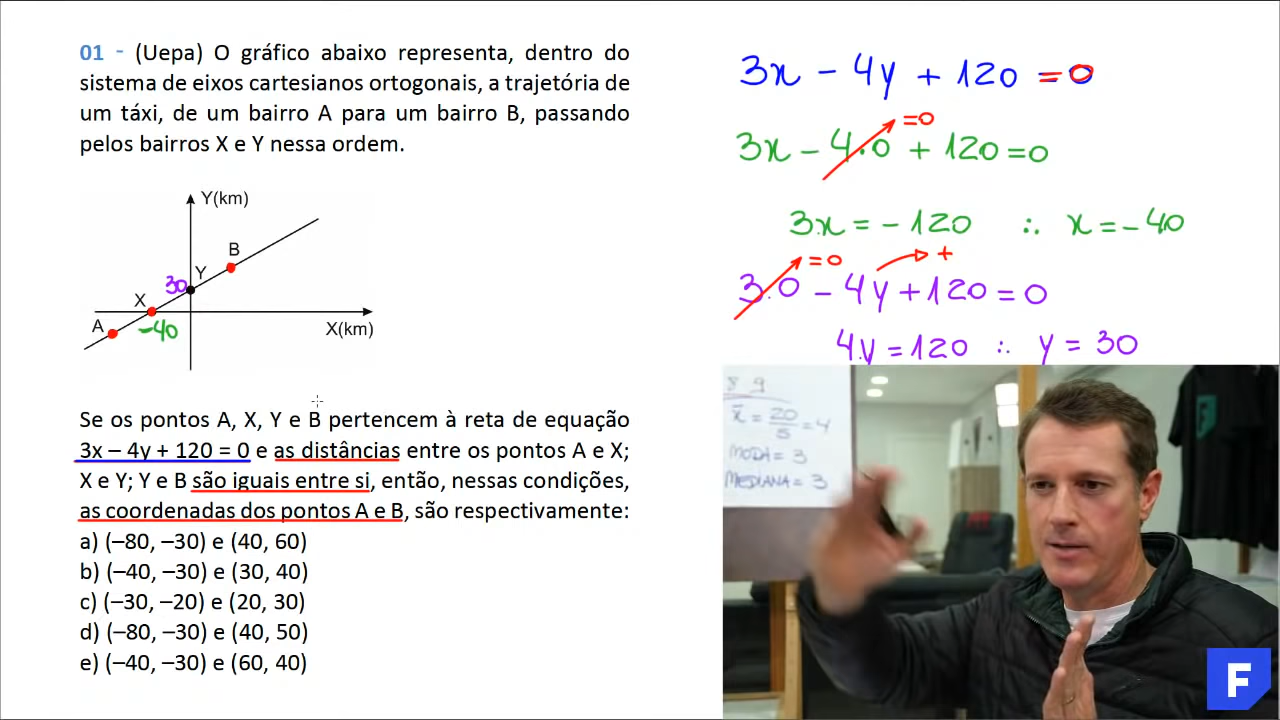 01 - (Uepa) O gráfico abaixo representa, dentro do
sistema de eixos cartesianos ortogonais, a trajetória de
um táxi, de um bairro A para um bairro B, passando
pelos bairros X e Y nessa ordem.
Y(km)
B
Y
30
X
A
-40
X(km)
Se os pontos A, X, Y e B pertencem à reta de equação
3x – 4y + 120 = 0 e as distâncias entre os pontos A e X;
X e Y; Y e B são iguais entre si, então, nessas condições,
as coordenadas dos pontos A e B, são respectivamente:
a) (–80, –30) e (40, 60)
b) (–40, –30) e (30, 40)
c) (–30, –20) e (20, 30)
d) (–80, –30) e (40, 50)
e) (–40, –30) e (60, 40)
3x - 4y + 120 = 0
=0
3x - 4.0 + 120 = 0
3x = -120 ∴ x = -40
=0 +
3.0 - 4y + 120 = 0
4y = 120 ∴ y = 30
9
x̄ = 20/5 = 4
MODA = 3
MEDIANA = 3
F
F